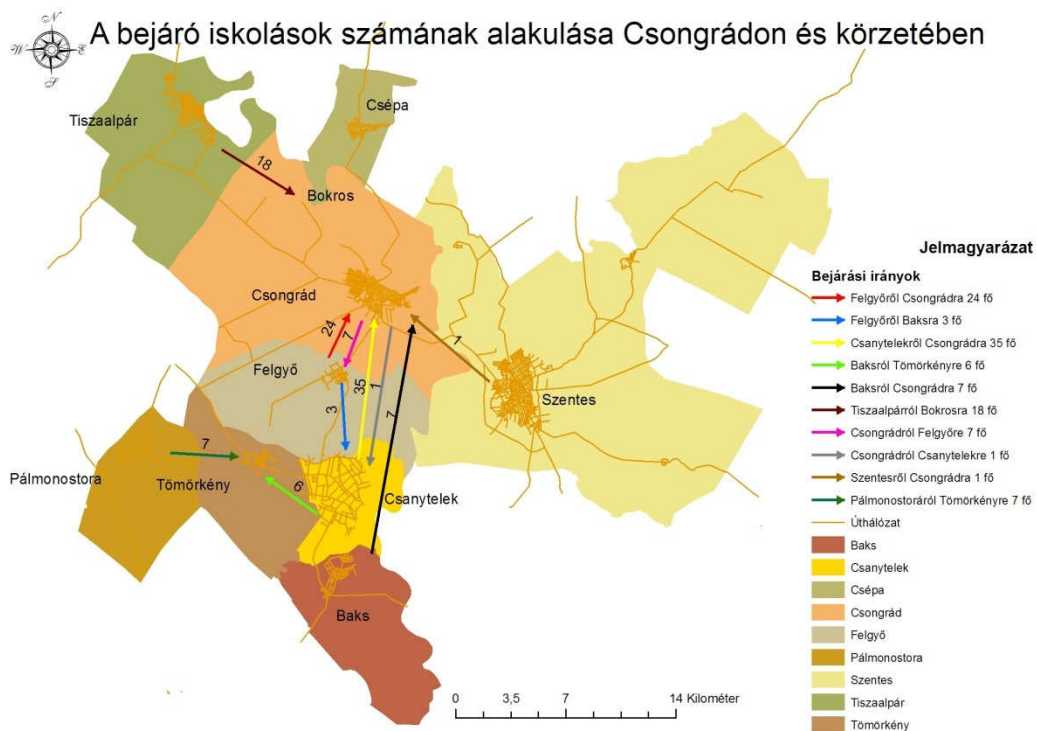 N
W E
S
A bejáró iskolások számának alakulása Csongrádon és körzetében
Tiszaalpár
Csépa
18
Bokros
Csongrád
24
7
1
Felgyő
3
35
1
7
Szentes
Pálmonostora
7
Tömörkény
6
Csanytelek
Baks
0 3,5 7 14 Kilométer
Jelmagyarázat
Bejárási irányok
Felgyőről Csongrádra 24 fő
Felgyőről Baksra 3 fő
Csanytelekről Csongrádra 35 fő
Baksról Tömörkényre 6 fő
Baksról Csongrádra 7 fő
Tiszaalpárról Bokrosra 18 fő
Csongrádról Felgyőre 7 fő
Csongrádról Csanytelekre 1 fő
Szentesről Csongrádra 1 fő
Pálmonostoráról Tömörkényre 7 fő
Úthálózat
Baks
Csanytelek
Csépa
Csongrád
Felgyő
Pálmonostora
Szentes
Tiszaalpár
Tömörkény